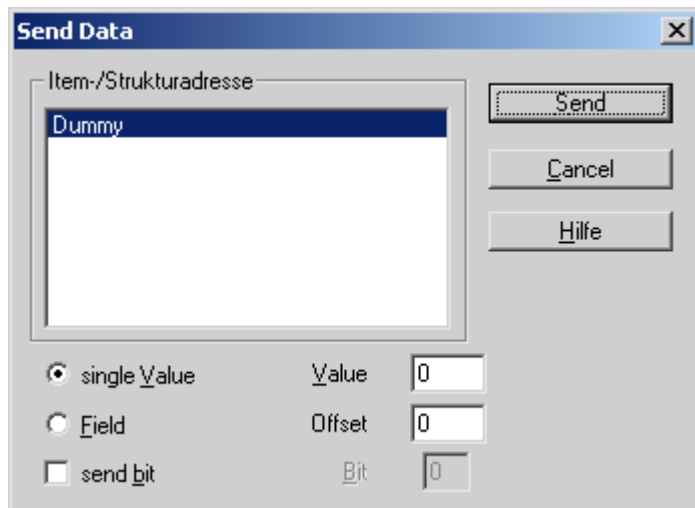 Send Data
Item-/Strukturadresse
Dummy
Send
Cancel
Hilfe
single Value
Value
0
Field
Offset
0
send bit
Bit
0